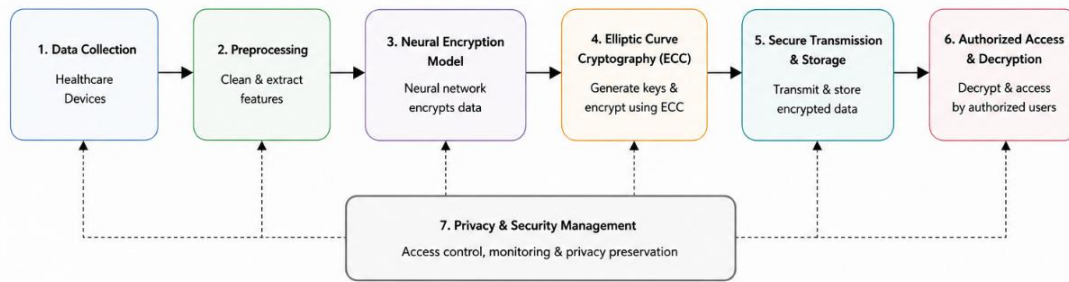 1. Data Collection
Healthcare
Devices
2. Preprocessing
Clean & extract
features
3. Neural Encryption
Model
Neural network
encrypts data
4. Elliptic Curve
Cryptography (ECC)
Generate keys &
encrypt using ECC
5. Secure Transmission
& Storage
Transmit & store
encrypted data
6. Authorized Access
& Decryption
Decrypt & access
by authorized users
7. Privacy & Security Management
Access control, monitoring & privacy preservation